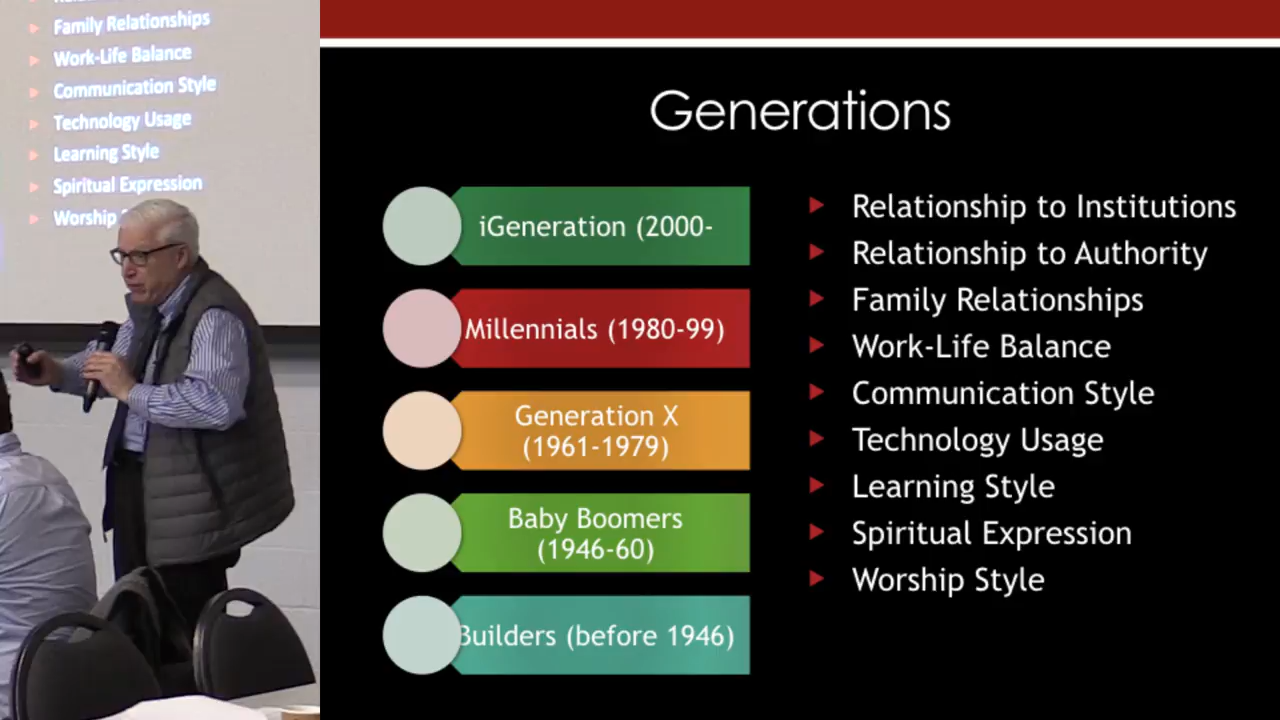 Family Relationships
Work-Life Balance
Communication Style
Technology Usage
Learning Style
Spiritual Expression
Worship
Generations
iGeneration (2000-
Millennials (1980-99)
Generation X
(1961-1979)
Baby Boomers
(1946-60)
Builders (before 1946)
Relationship to Institutions
Relationship to Authority
Family Relationships
Work-Life Balance
Communication Style
Technology Usage
Learning Style
Spiritual Expression
Worship Style